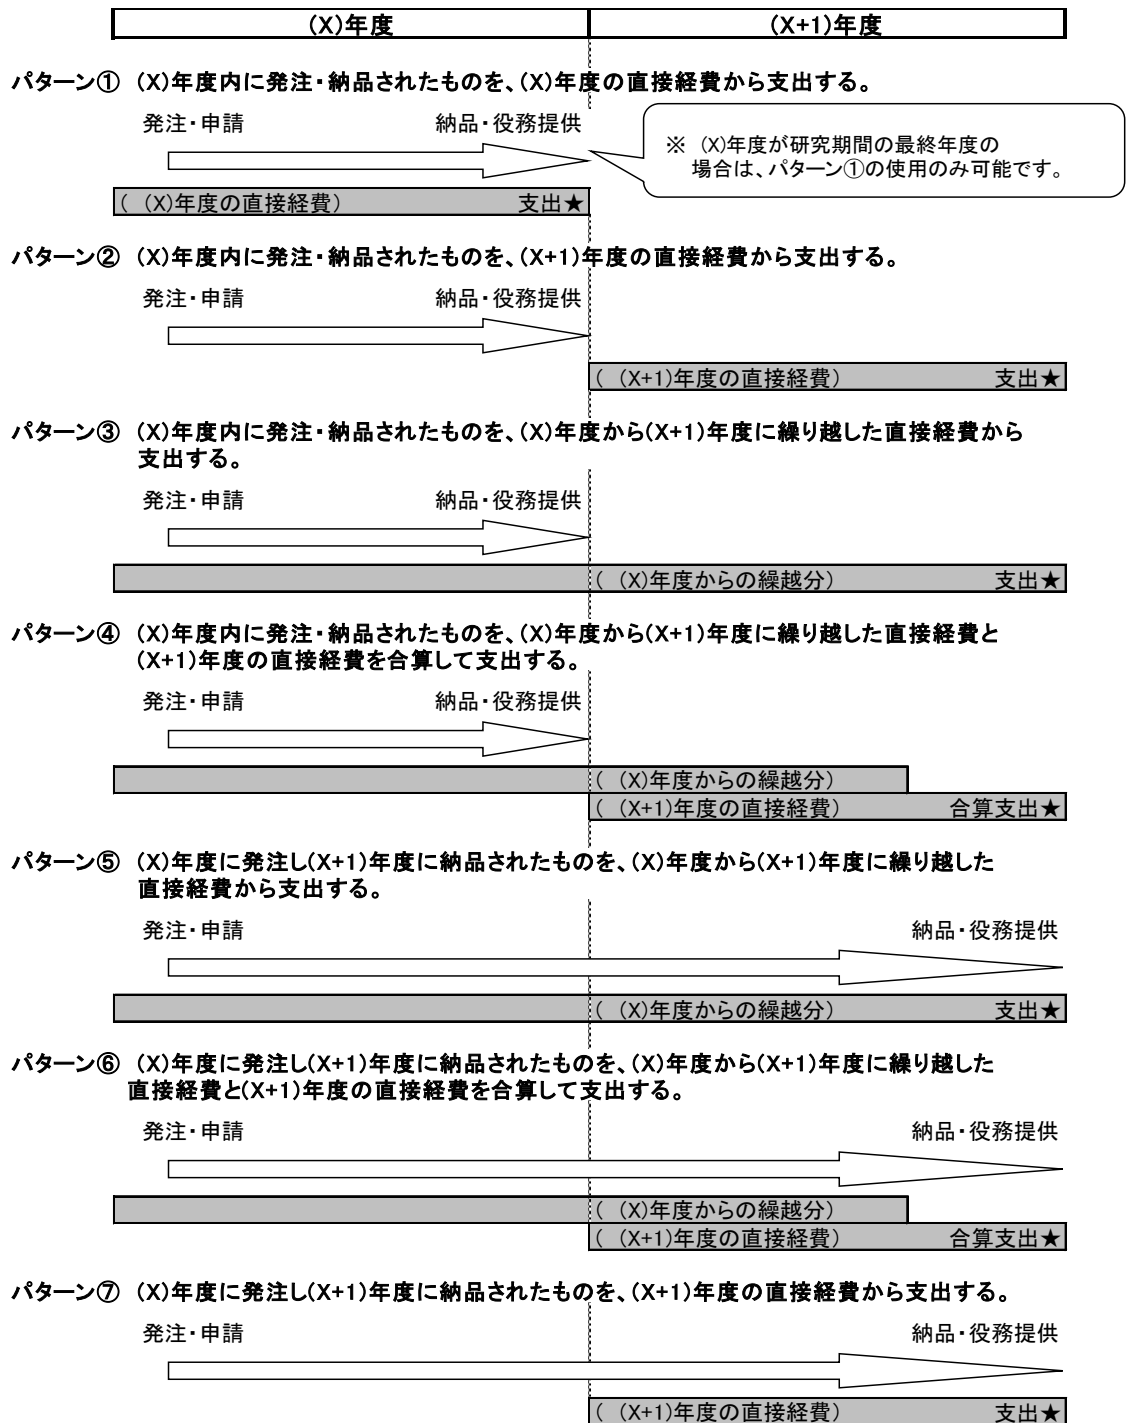 (X)年度 (X+1)年度
パターン① (X)年度内に発注・納品されたものを、(X)年度の直接経費から支出する。
発注・申請 納品・役務提供
※ (X)年度が研究期間の最終年度の
場合は、パターン①の使用のみ可能です。
( (X)年度の直接経費) 支出★
パターン② (X)年度内に発注・納品されたものを、(X+1)年度の直接経費から支出する。
発注・申請 納品・役務提供
( (X+1)年度の直接経費) 支出★
パターン③ (X)年度内に発注・納品されたものを、(X)年度から(X+1)年度に繰り越した直接経費から
支出する。
発注・申請 納品・役務提供
( (X)年度からの繰越分) 支出★
パターン④ (X)年度内に発注・納品されたものを、(X)年度から(X+1)年度に繰り越した直接経費と
(X+1)年度の直接経費を合算して支出する。
発注・申請 納品・役務提供
( (X)年度からの繰越分)
( (X+1)年度の直接経費) 合算支出★
パターン⑤ (X)年度に発注し(X+1)年度に納品されたものを、(X)年度から(X+1)年度に繰り越した
直接経費から支出する。
発注・申請 納品・役務提供
( (X)年度からの繰越分) 支出★
パターン⑥ (X)年度に発注し(X+1)年度に納品されたものを、(X)年度から(X+1)年度に繰り越した
直接経費と(X+1)年度の直接経費を合算して支出する。
発注・申請 納品・役務提供
( (X)年度からの繰越分)
( (X+1)年度の直接経費) 合算支出★
パターン⑦ (X)年度に発注し(X+1)年度に納品されたものを、(X+1)年度の直接経費から支出する。
発注・申請 納品・役務提供
( (X+1)年度の直接経費) 支出★